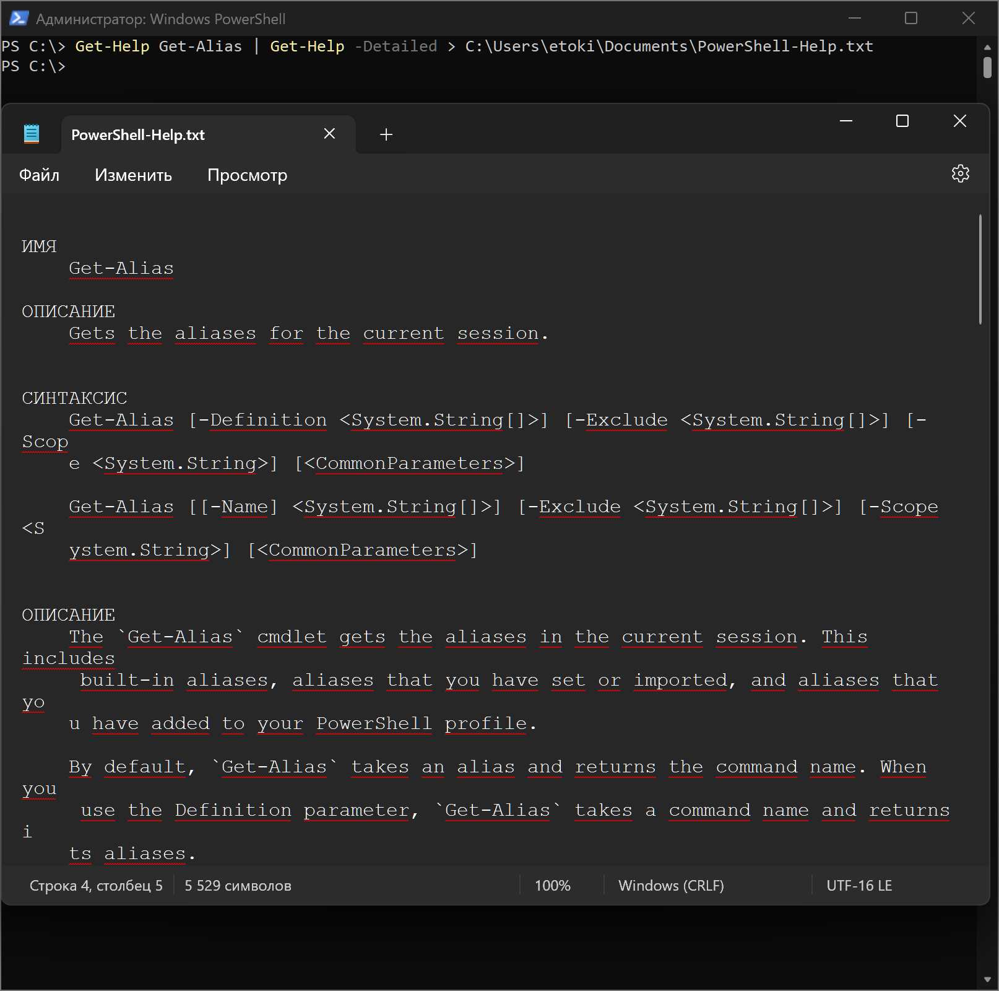 Администратор: Windows PowerShell
PS C:\> Get-Help Get-Alias | Get-Help -Detailed > C:\Users\etoki\Documents\PowerShell-Help.txt
PS C:\>
PowerShell-Help.txt
Файл Изменить Просмотр
ИМЯ
Get-Alias
ОПИСАНИЕ
Gets the aliases for the current session.
СИНТАКСИС
Get-Alias [-Definition <System.String[]>] [-Exclude <System.String[]>] [-
Scop
e <System.String>] [<CommonParameters>]
Get-Alias [[-Name] <System.String[]>] [-Exclude <System.String[]>] [-Scope
<S
ystem.String>] [<CommonParameters>]
ОПИСАНИЕ
The `Get-Alias` cmdlet gets the aliases in the current session. This
includes
built-in aliases, aliases that you have set or imported, and aliases that
yo
u have added to your PowerShell profile.
By default, `Get-Alias` takes an alias and returns the command name. When
you
use the Definition parameter, `Get-Alias` takes a command name and returns
i
ts aliases.
Строка 4, столбец 5 5 529 символов 100% Windows (CRLF) UTF-16 LE